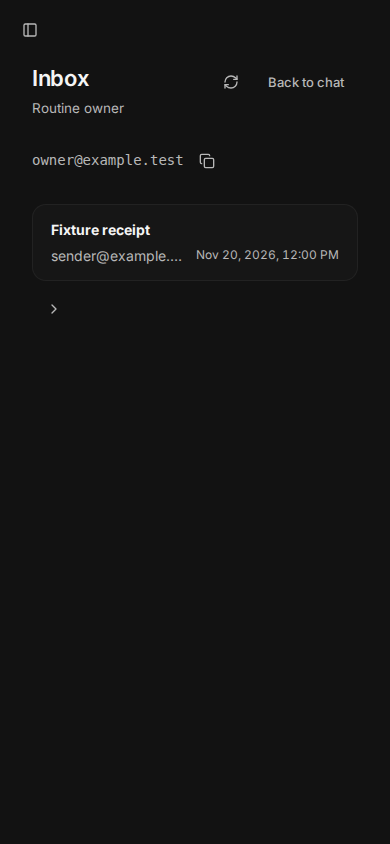 Inbox
Back to chat
Routine owner
owner@example.test
Fixture receipt
sender@example.... Nov 20, 2026, 12:00 PM